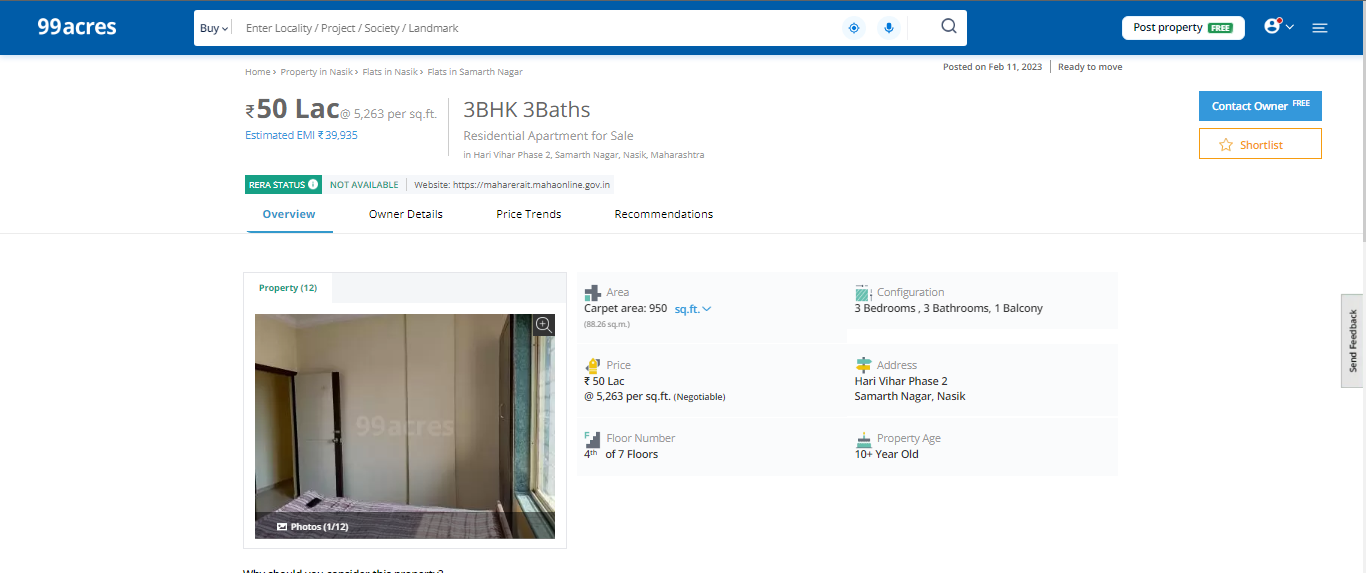 99acres
Buy
Enter Locality / Project / Society / Landmark
Post property FREE
Home > Property in Nasik > Flats in Nasik > Flats in Samarth Nagar
Posted on Feb 11, 2023 | Ready to move
₹50 Lac @ 5,263 per sq.ft.
Estimated EMI ₹39,935
3BHK 3Baths
Residential Apartment for Sale
in Hari Vihar Phase 2, Samarth Nagar, Nasik, Maharashtra
Contact Owner FREE
Shortlist
RERA STATUS i NOT AVAILABLE | Website: https://maharerait.mahaonline.gov.in
Overview
Owner Details
Price Trends
Recommendations
Property (12)
99acres
Photos (1/12)
Area
Carpet area: 950 sq.ft.
(88.26 sq.m.)
Configuration
3 Bedrooms , 3 Bathrooms, 1 Balcony
Price
₹ 50 Lac
@ 5,263 per sq.ft. (Negotiable)
Address
Hari Vihar Phase 2
Samarth Nagar, Nasik
F
Floor Number
4th of 7 Floors
Property Age
10+ Year Old
Send Feedback
Why should you consider this property?